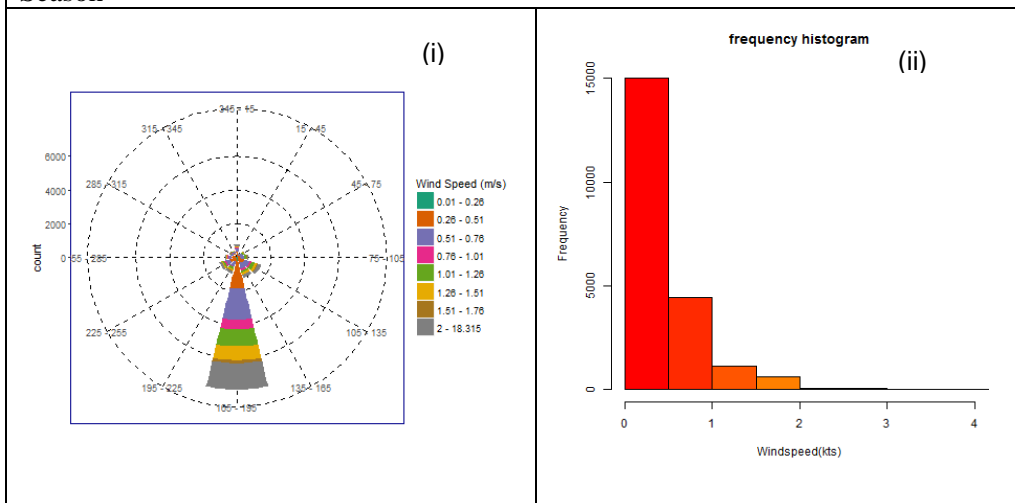 Season
(i)
345 - 15
315 - 345
15 - 45
6000
285 - 315
45 - 75
4000
2000
Wind Speed (m/s)
0.01 - 0.26
0.26 - 0.51
0.51 - 0.76
0.76 - 1.01
1.01 - 1.26
1.26 - 1.51
1.51 - 1.76
2 - 18.315
count
0
55 - 285
75 - 105
225 - 255
105 - 135
195 - 225
135 - 165
165 - 195
frequency histogram
(ii)
Frequency
15000
10000
5000
0
0
1
2
3
4
Windspeed(kts)